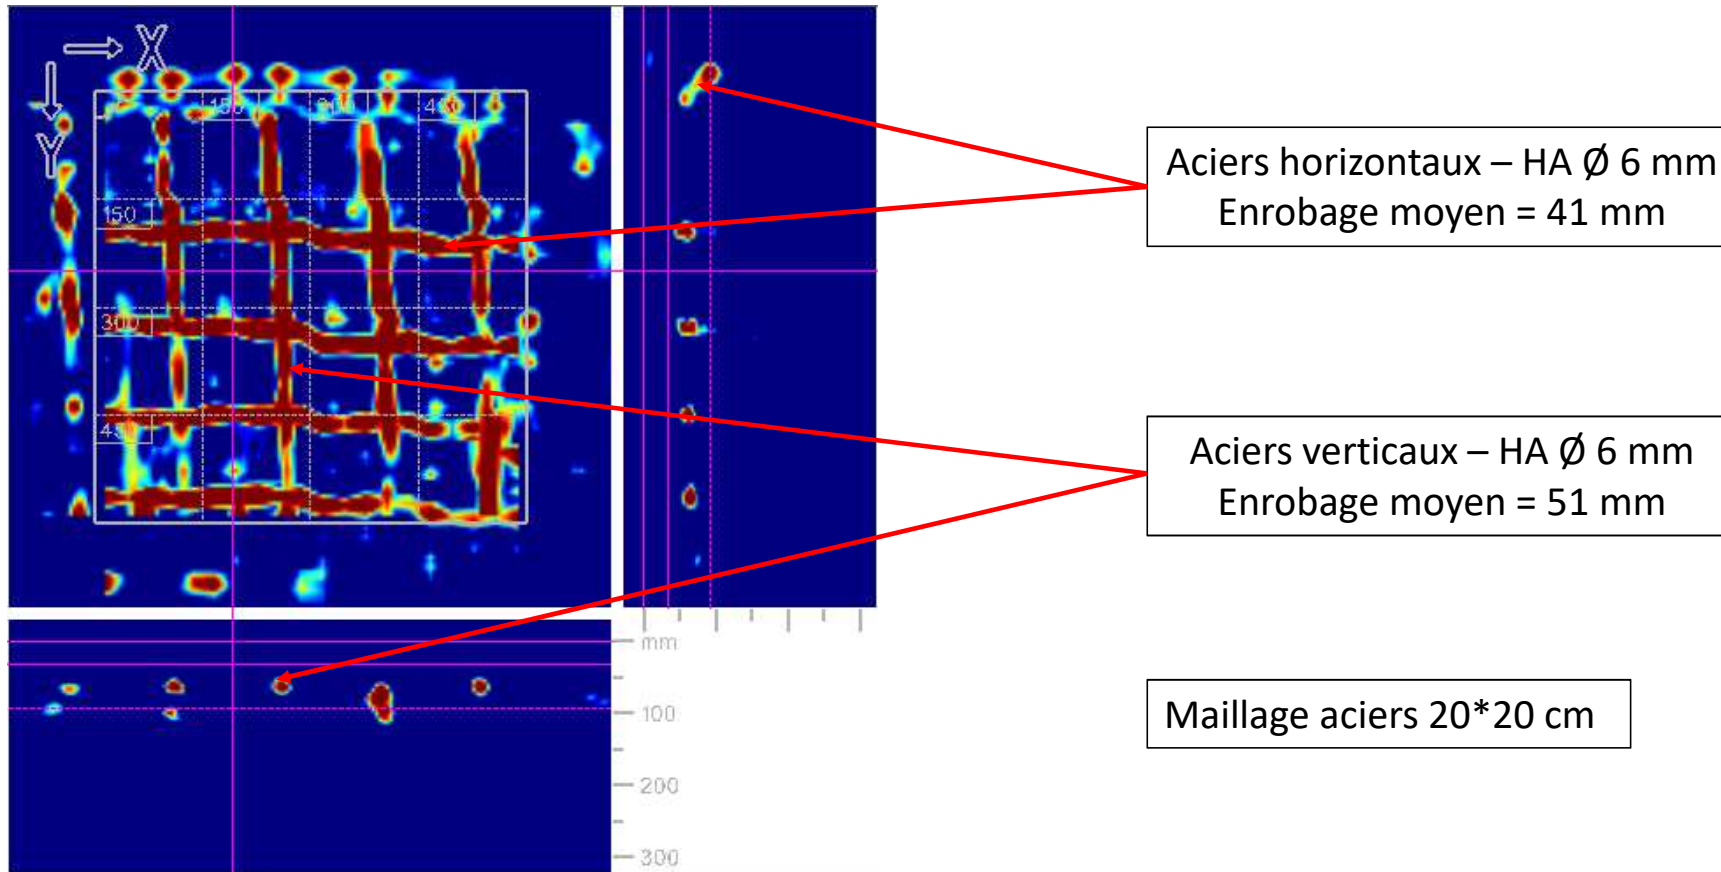 X
Y
150
300
450
150
300
450
Aciers horizontaux – HA Ø 6 mm
Enrobage moyen = 41 mm
Aciers verticaux – HA Ø 6 mm
Enrobage moyen = 51 mm
Maillage aciers 20*20 cm
mm
100
200
300